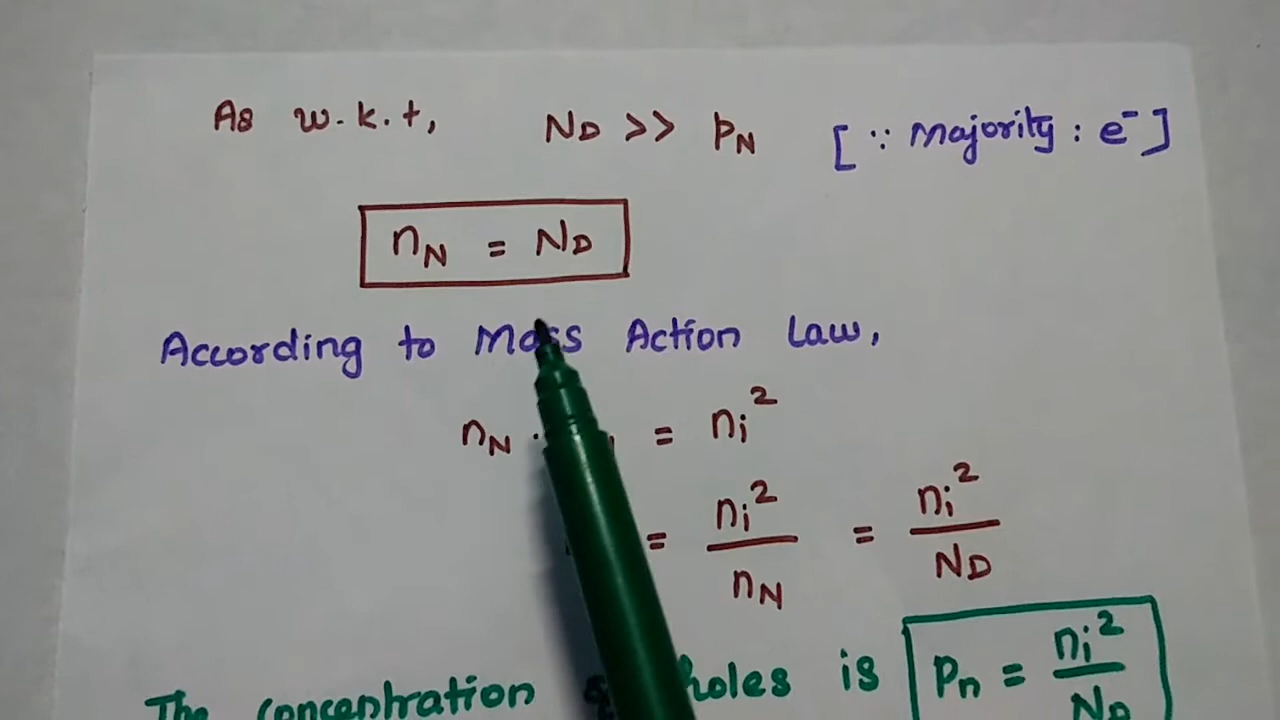 As w.k.t, N_D >> p_N [∵ Majority : e⁻]
n_N = N_D
According to Mass Action Law,
n_N · = n_i²
= n_i²/n_N = n_i²/N_D
The concentration holes is p_n = n_i²/N_D